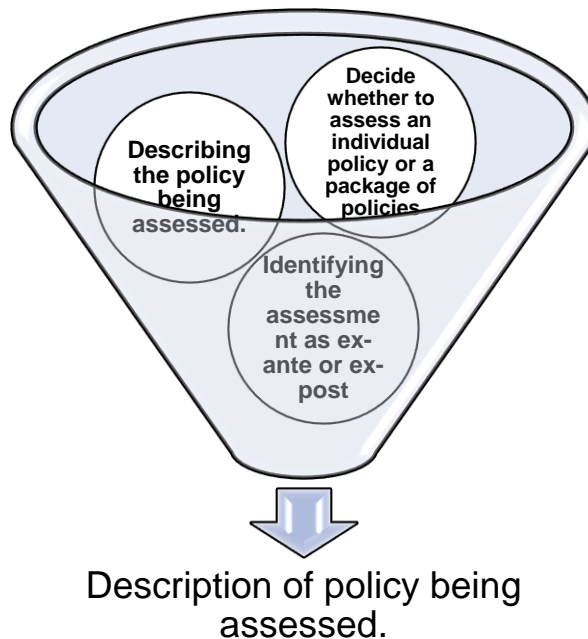 Decide
whether to
assess an
individual
policy or a
package of
policies
Describing
the policy
being
assessed.
Identifying
the
assessme
nt as ex-
ante or ex-
post
Description of policy being
assessed.